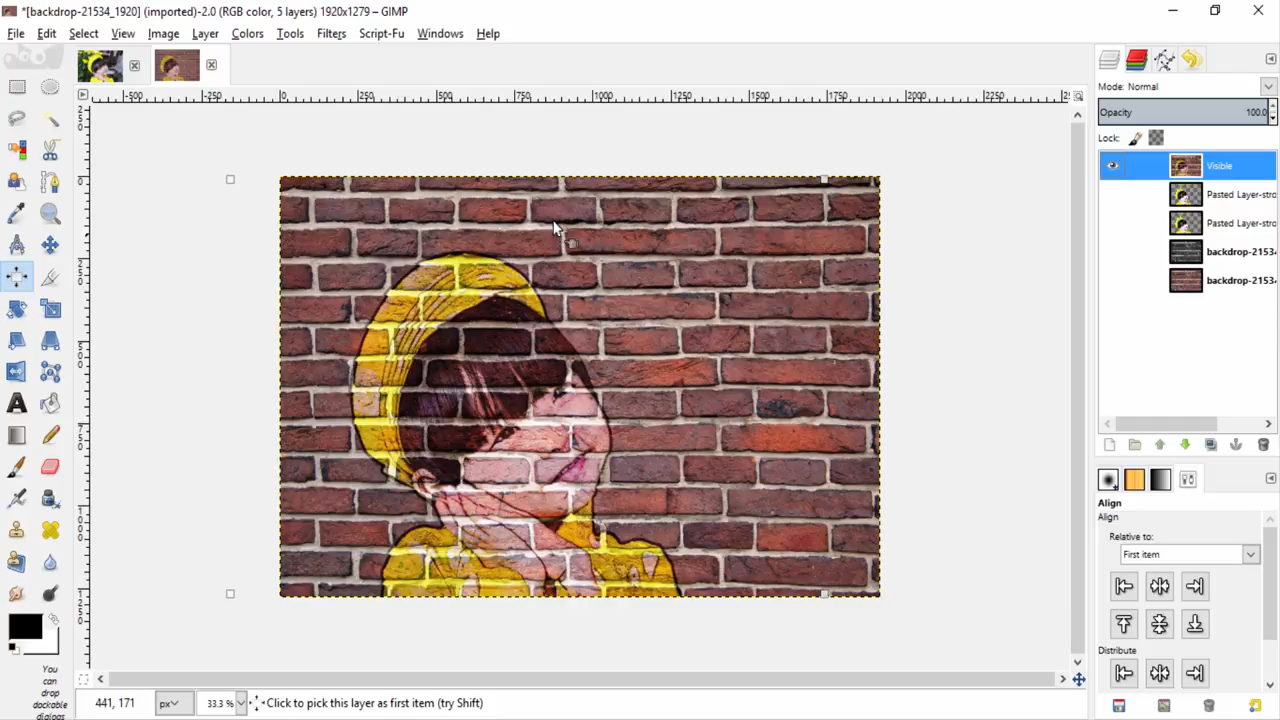 *[backdrop-21534_1920] (imported)-2.0 (RGB color, 5 layers) 1920x1279 – GIMP
File Edit Select View Image Layer Colors Tools Filters Script-Fu Windows Help
-500 -250 0 250 500 750 1000 1250 1500 1750 2000 2250
Mode: Normal
Opacity 100.0
Lock:
Visible
Pasted Layer-stro
Pasted Layer-stro
backdrop-2153
backdrop-2153
Align
Align
Relative to:
First item
Distribute
You
can
drop
dockable
dialogs
441, 171 px 33.3 % Click to pick this layer as first item (try Shift)